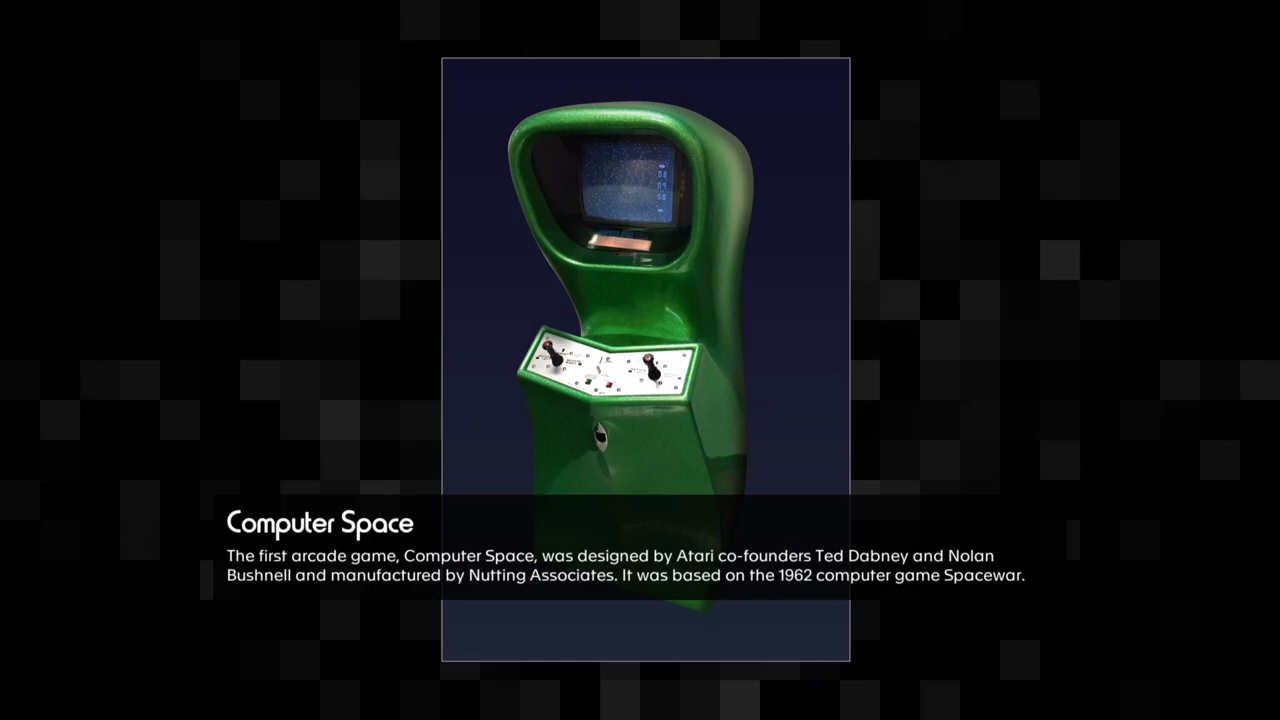 Computer Space
The first arcade game, Computer Space, was designed by Atari co-founders Ted Dabney and Nolan
Bushnell and manufactured by Nutting Associates. It was based on the 1962 computer game Spacewar.